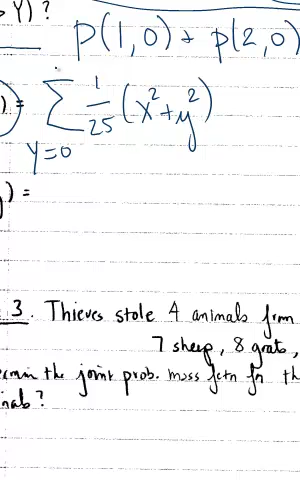 Y) ?
p(1,0) + p(2,0)
) = ∑ 1/25 (x²+y²)
y=0
) =
3. Thieves stole 4 animals from
7 sheep, 8 goats,
the joint prob. mass fctn for th